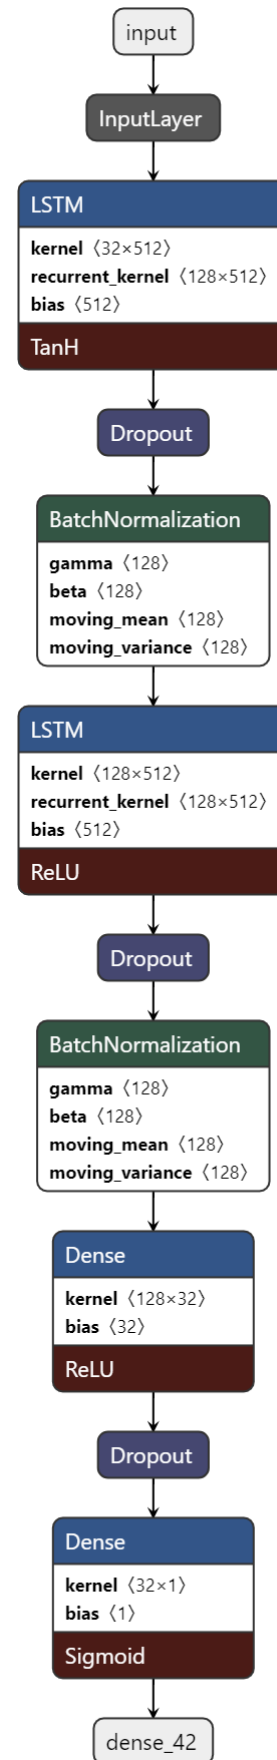 input
InputLayer
LSTM
kernel 〈32×512〉
recurrent_kernel 〈128×512〉
bias 〈512〉
TanH
Dropout
BatchNormalization
gamma 〈128〉
beta 〈128〉
moving_mean 〈128〉
moving_variance 〈128〉
LSTM
kernel 〈128×512〉
recurrent_kernel 〈128×512〉
bias 〈512〉
ReLU
Dropout
BatchNormalization
gamma 〈128〉
beta 〈128〉
moving_mean 〈128〉
moving_variance 〈128〉
Dense
kernel 〈128×32〉
bias 〈32〉
ReLU
Dropout
Dense
kernel 〈32×1〉
bias 〈1〉
Sigmoid
dense_42